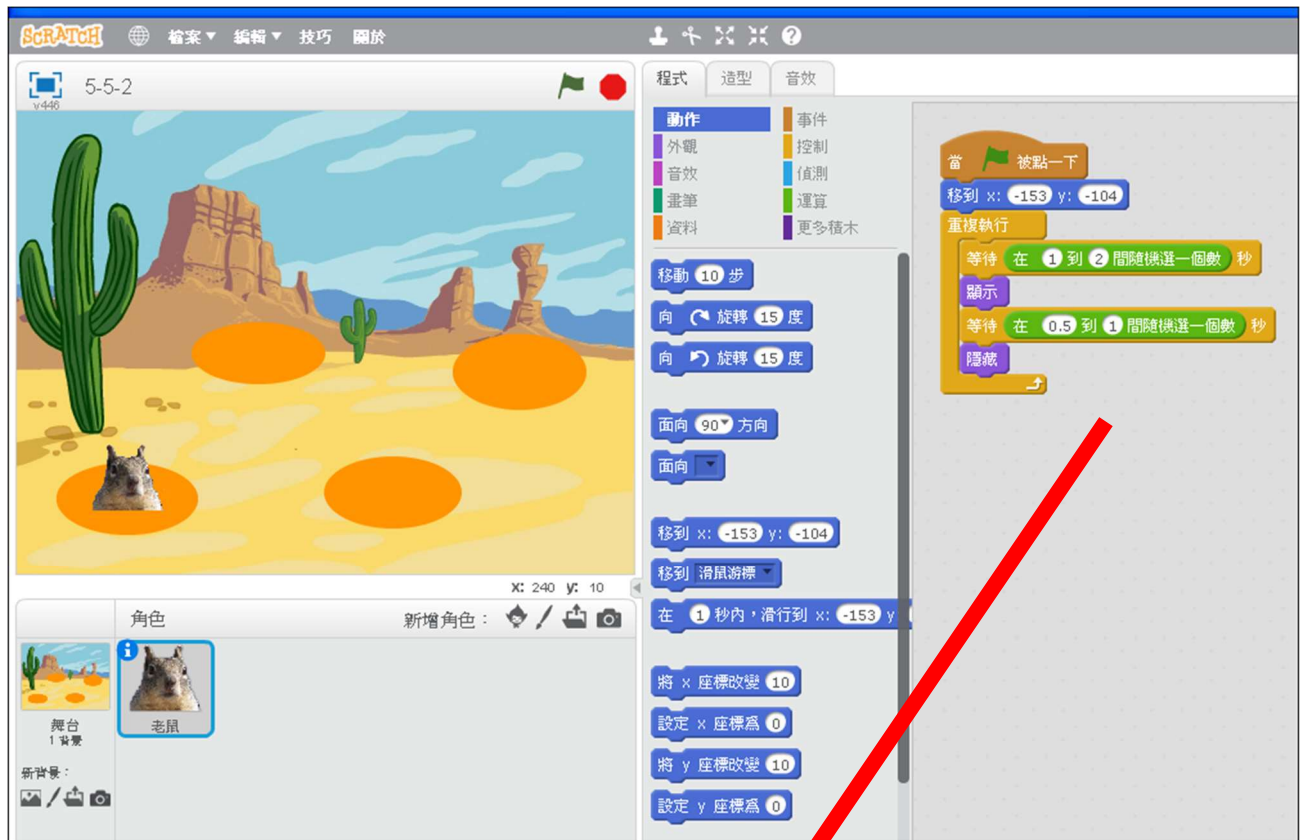 SCRATCH 檔案▼ 編輯▼ 技巧 關於
v446 5-5-2
x: 240 y: 10
角色 新增角色：
舞台
1 背景
新背景：
老鼠
程式 造型 音效
動作 事件
外觀 控制
音效 偵測
畫筆 運算
資料 更多積木
移動 10 步
向 旋轉 15 度
向 旋轉 15 度
面向 90▼ 方向
面向 ▼
移到 x: -153 y: -104
移到 滑鼠游標 ▼
在 1 秒內，滑行到 x: -153 y
將 x 座標改變 10
設定 x 座標為 0
將 y 座標改變 10
設定 y 座標為 0
當 被點一下
移到 x: -153 y: -104
重複執行
等待 在 1 到 2 間隨機選一個數 秒
顯示
等待 在 0.5 到 1 間隨機選一個數 秒
隱藏